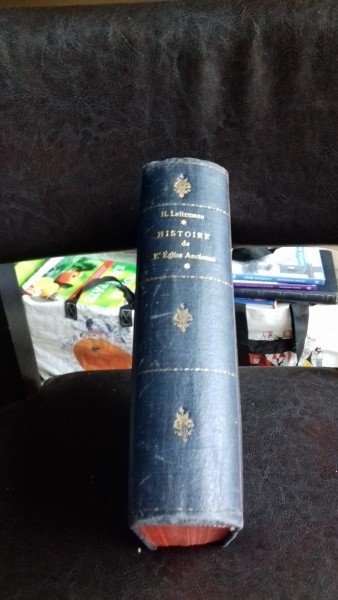 H. Leitzmann
HISTOIRE
de
L'Église Ancienne